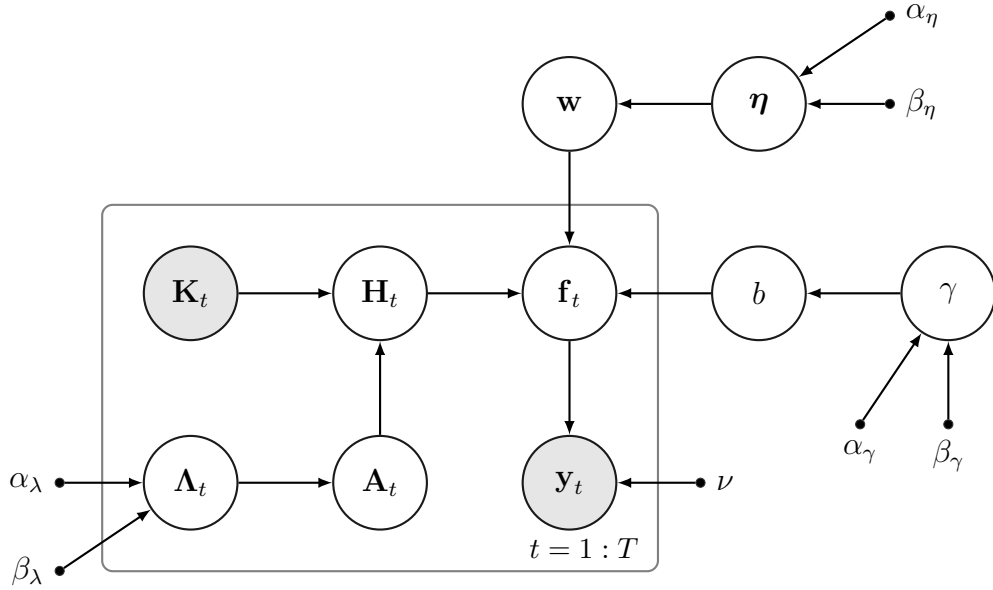 α_η
w
η
β_η
K_t
H_t
f_t
b
γ
α_γ
β_γ
α_λ
Λ_t
A_t
y_t
ν
t = 1 : T
β_λ